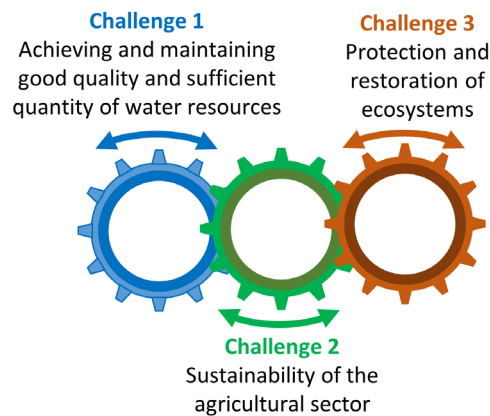 Challenge 1
Achieving and maintaining
good quality and sufficient
quantity of water resources
Challenge 3
Protection and
restoration of
ecosystems
Challenge 2
Sustainability of the
agricultural sector